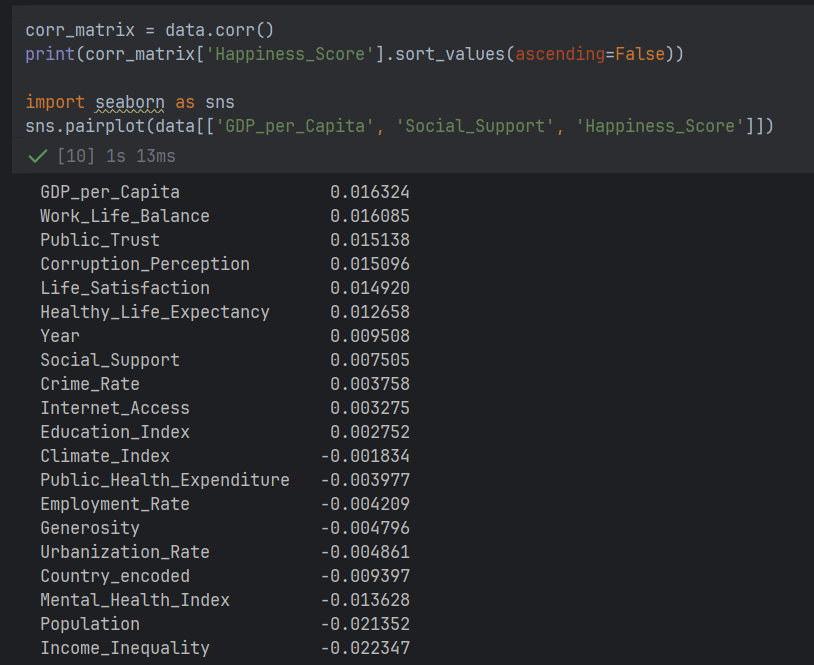 corr_matrix = data.corr()
print(corr_matrix['Happiness_Score'].sort_values(ascending=False))
import seaborn as sns
sns.pairplot(data[['GDP_per_Capita', 'Social_Support', 'Happiness_Score']])
[10] 1s 13ms
GDP_per_Capita 0.016324
Work_Life_Balance 0.016085
Public_Trust 0.015138
Corruption_Perception 0.015096
Life_Satisfaction 0.014920
Healthy_Life_Expectancy 0.012658
Year 0.009508
Social_Support 0.007505
Crime_Rate 0.003758
Internet_Access 0.003275
Education_Index 0.002752
Climate_Index -0.001834
Public_Health_Expenditure -0.003977
Employment_Rate -0.004209
Generosity -0.004796
Urbanization_Rate -0.004861
Country_encoded -0.009397
Mental_Health_Index -0.013628
Population -0.021352
Income_Inequality -0.022347